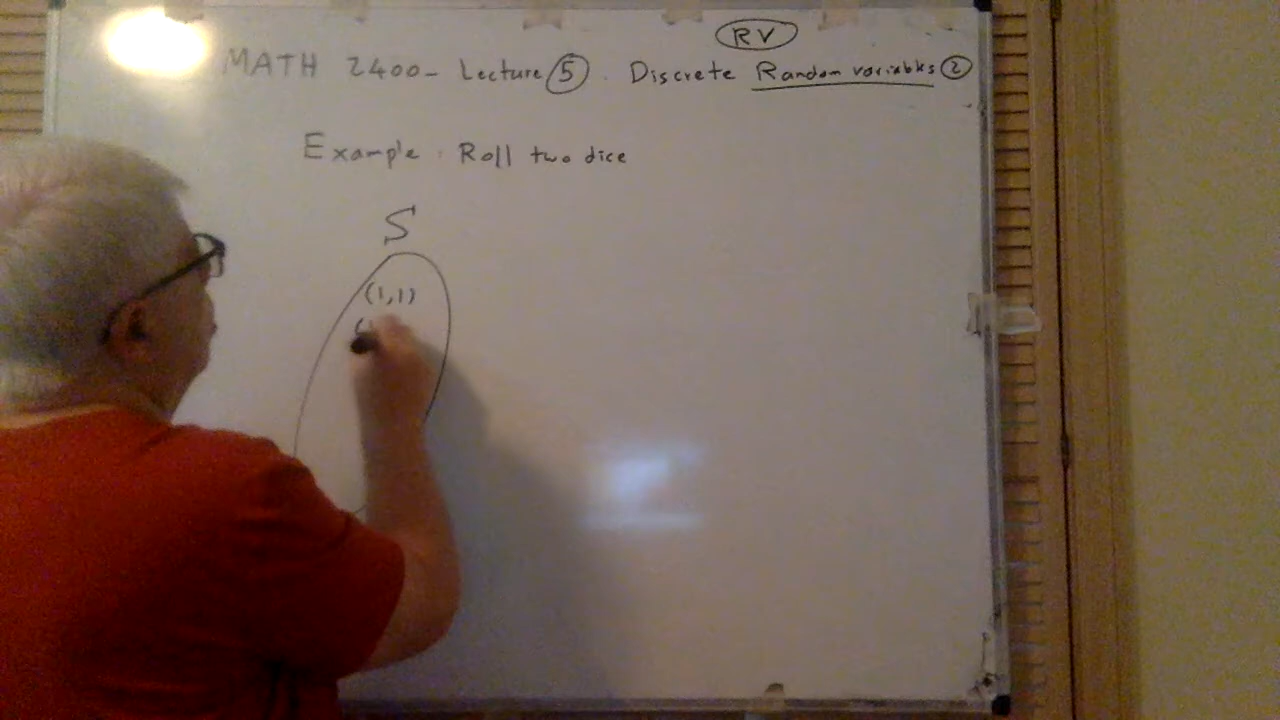 RV
MATH 2400 - Lecture 5. Discrete Random variables 2
Example: Roll two dice
S
(1,1)
(